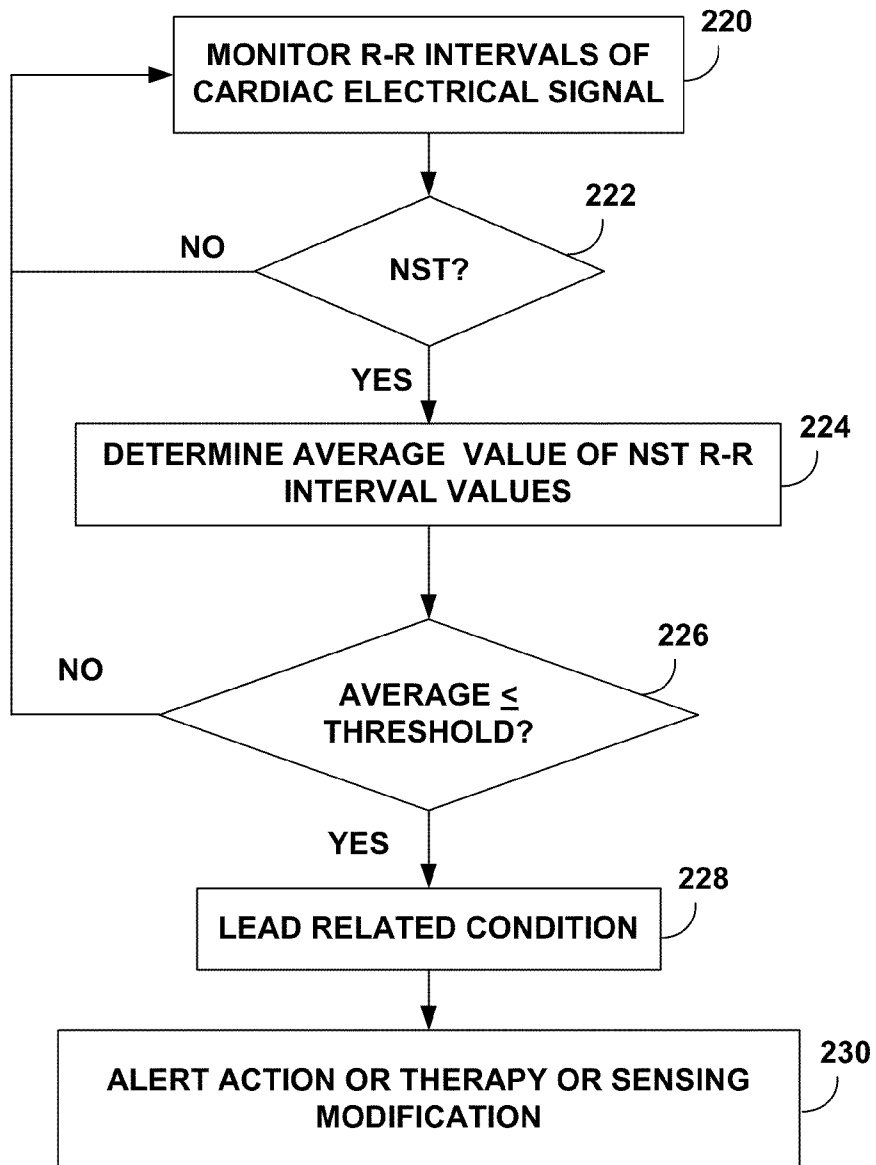 220
MONITOR R-R INTERVALS OF
CARDIAC ELECTRICAL SIGNAL
222
NO
NST?
YES
224
DETERMINE AVERAGE VALUE OF NST R-R
INTERVAL VALUES
226
NO
AVERAGE ≤
THRESHOLD?
YES
228
LEAD RELATED CONDITION
230
ALERT ACTION OR THERAPY OR SENSING
MODIFICATION